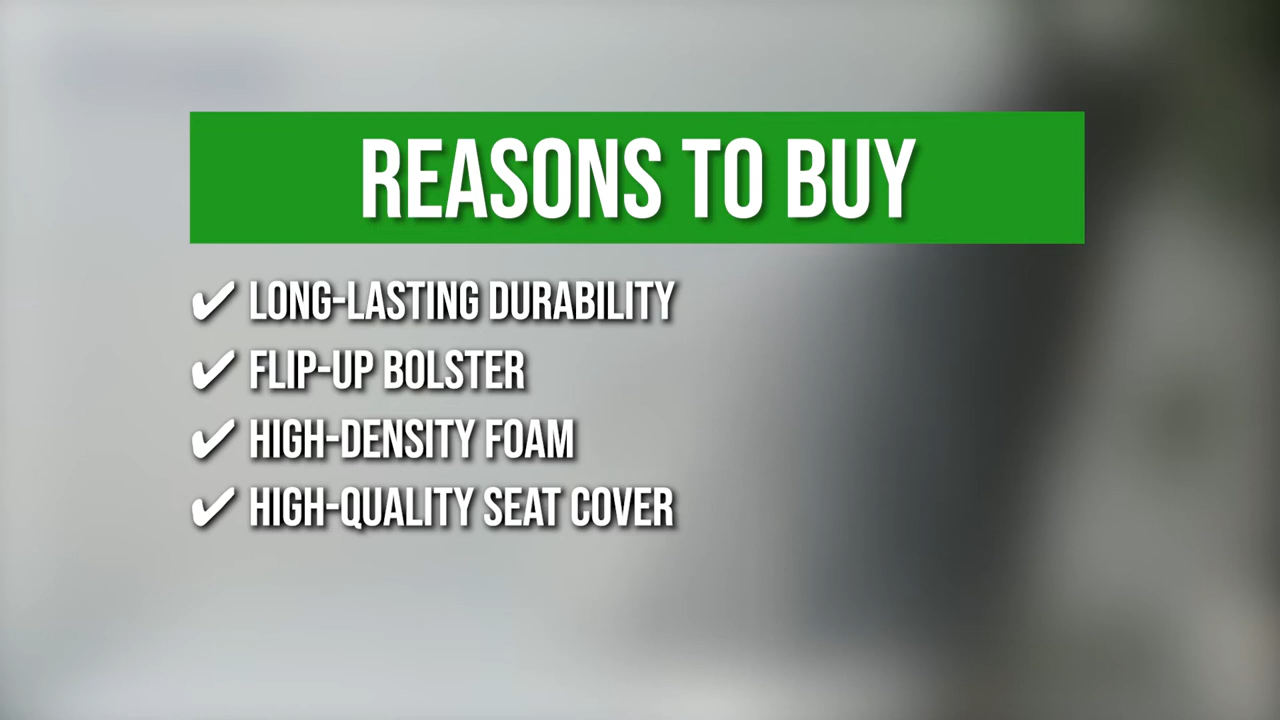 REASONS TO BUY
✔ LONG-LASTING DURABILITY
✔ FLIP-UP BOLSTER
✔ HIGH-DENSITY FOAM
✔ HIGH-QUALITY SEAT COVER